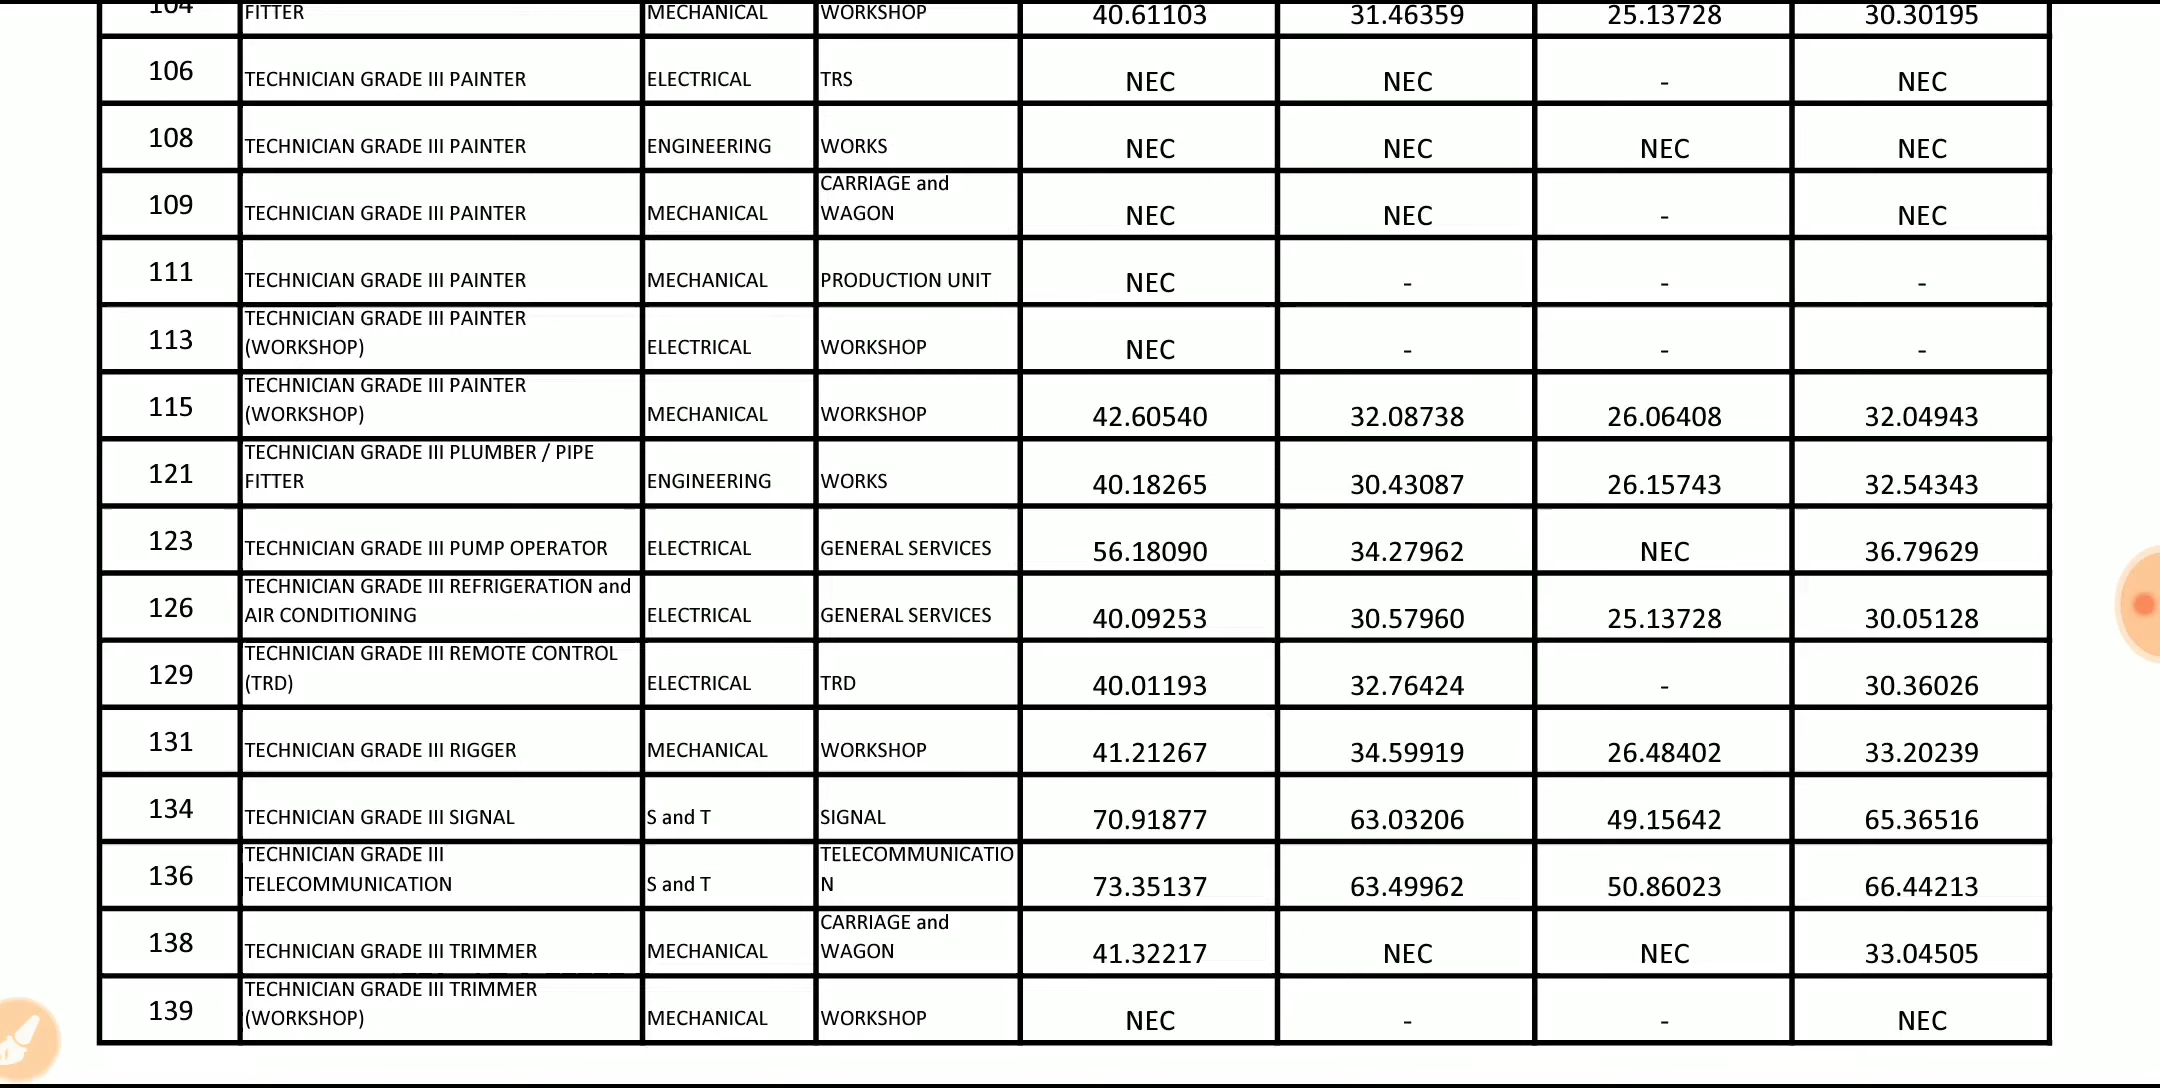 104 FITTER MECHANICAL WORKSHOP 40.61103 31.46359 25.13728 30.30195
106 TECHNICIAN GRADE III PAINTER ELECTRICAL TRS NEC NEC - NEC
108 TECHNICIAN GRADE III PAINTER ENGINEERING WORKS NEC NEC NEC NEC
109 TECHNICIAN GRADE III PAINTER MECHANICAL CARRIAGE and
WAGON NEC NEC - NEC
111 TECHNICIAN GRADE III PAINTER MECHANICAL PRODUCTION UNIT NEC - - -
113 TECHNICIAN GRADE III PAINTER
(WORKSHOP) ELECTRICAL WORKSHOP NEC - - -
115 TECHNICIAN GRADE III PAINTER
(WORKSHOP) MECHANICAL WORKSHOP 42.60540 32.08738 26.06408 32.04943
121 TECHNICIAN GRADE III PLUMBER / PIPE
FITTER ENGINEERING WORKS 40.18265 30.43087 26.15743 32.54343
123 TECHNICIAN GRADE III PUMP OPERATOR ELECTRICAL GENERAL SERVICES 56.18090 34.27962 NEC 36.79629
126 TECHNICIAN GRADE III REFRIGERATION and
AIR CONDITIONING ELECTRICAL GENERAL SERVICES 40.09253 30.57960 25.13728 30.05128
129 TECHNICIAN GRADE III REMOTE CONTROL
(TRD) ELECTRICAL TRD 40.01193 32.76424 - 30.36026
131 TECHNICIAN GRADE III RIGGER MECHANICAL WORKSHOP 41.21267 34.59919 26.48402 33.20239
134 TECHNICIAN GRADE III SIGNAL S and T SIGNAL 70.91877 63.03206 49.15642 65.36516
136 TECHNICIAN GRADE III
TELECOMMUNICATION S and T TELECOMMUNICATIO
N 73.35137 63.49962 50.86023 66.44213
138 TECHNICIAN GRADE III TRIMMER MECHANICAL CARRIAGE and
WAGON 41.32217 NEC NEC 33.04505
139 TECHNICIAN GRADE III TRIMMER
(WORKSHOP) MECHANICAL WORKSHOP NEC - - NEC